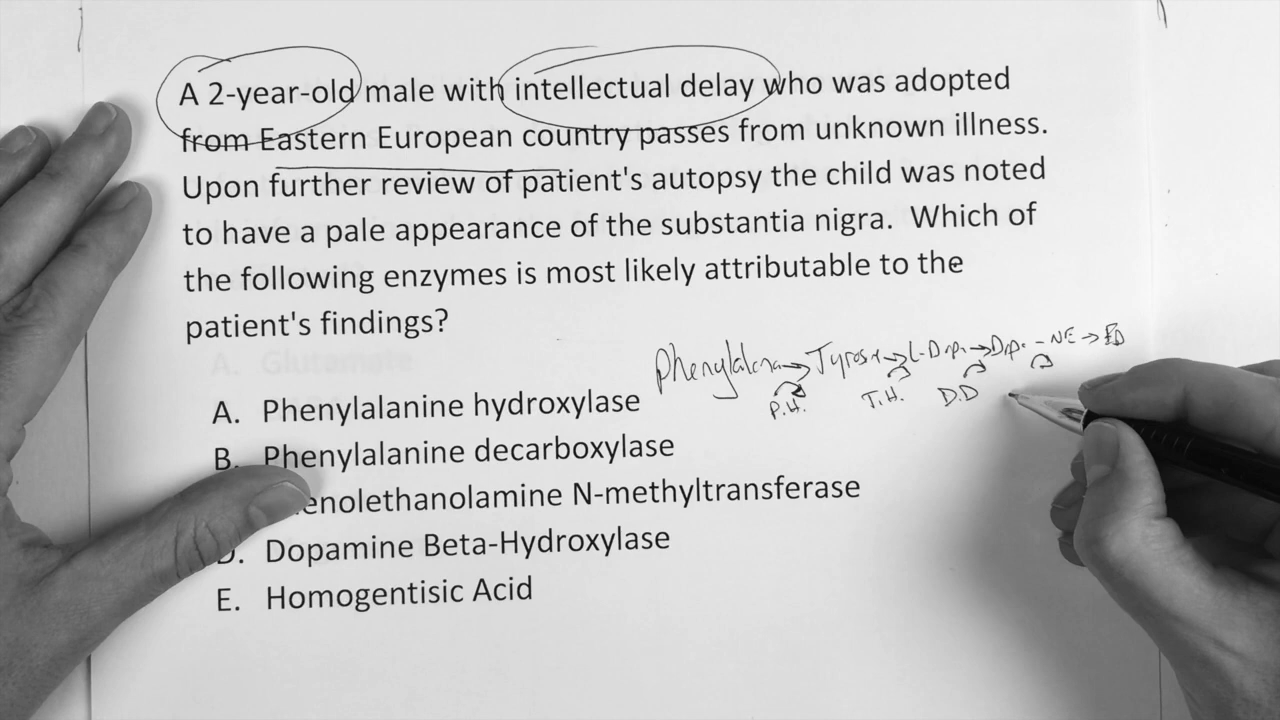 A 2-year-old male with intellectual delay who was adopted
from Eastern European country passes from unknown illness.
Upon further review of patient's autopsy the child was noted
to have a pale appearance of the substantia nigra. Which of
the following enzymes is most likely attributable to the
patient's findings?
A. Glutamate
→ → L-Dopa → Dopa - NE →
P.H. T.H. D.D
A. Phenylalanine hydroxylase
B. Phenylalanine decarboxylase
enolethanolamine N-methyltransferase
D. Dopamine Beta-Hydroxylase
E. Homogentisic Acid